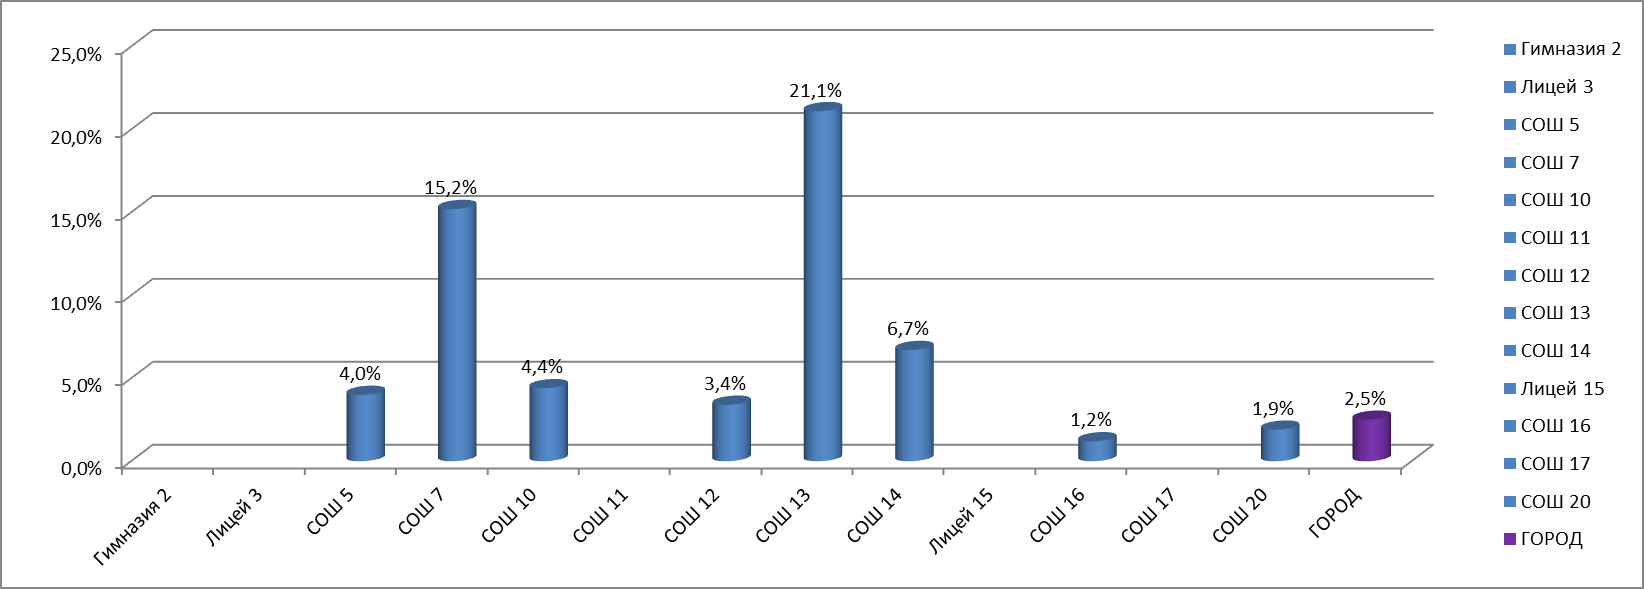 25,0%
20,0%
15,0%
10,0%
5,0%
0,0%
4,0%
15,2%
4,4%
3,4%
21,1%
6,7%
1,2%
1,9%
2,5%
Гимназия 2
Лицей 3
СОШ 5
СОШ 7
СОШ 10
СОШ 11
СОШ 12
СОШ 13
СОШ 14
Лицей 15
СОШ 16
СОШ 17
СОШ 20
ГОРОД
Гимназия 2
Лицей 3
СОШ 5
СОШ 7
СОШ 10
СОШ 11
СОШ 12
СОШ 13
СОШ 14
Лицей 15
СОШ 16
СОШ 17
СОШ 20
ГОРОД